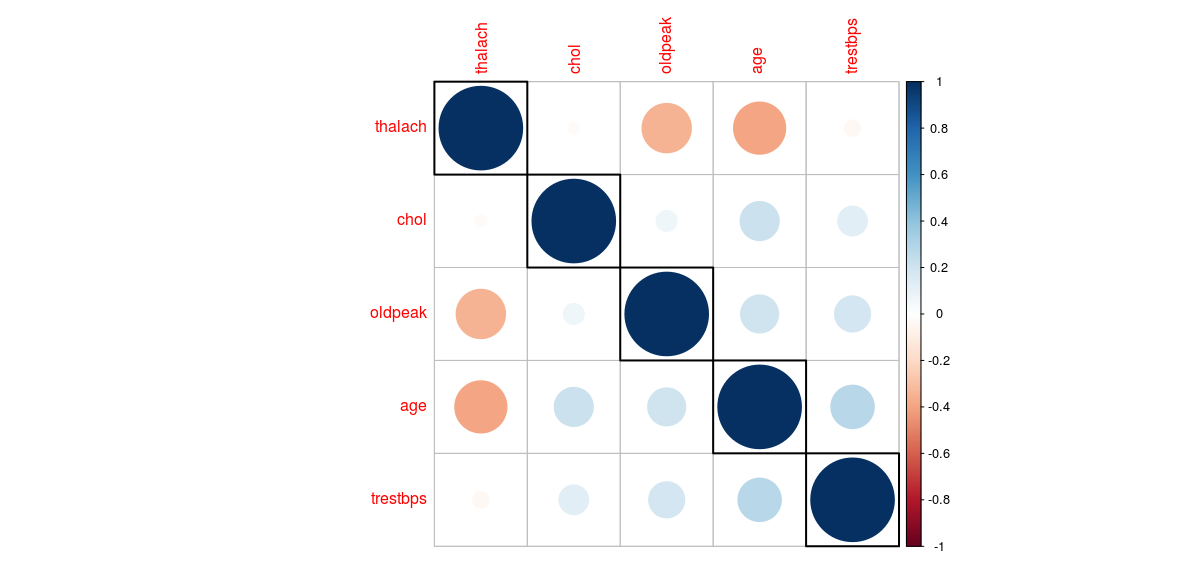 thalach
chol
oldpeak
age
trestbps
thalach
chol
oldpeak
age
trestbps
1
0.8
0.6
0.4
0.2
0
-0.2
-0.4
-0.6
-0.8
-1